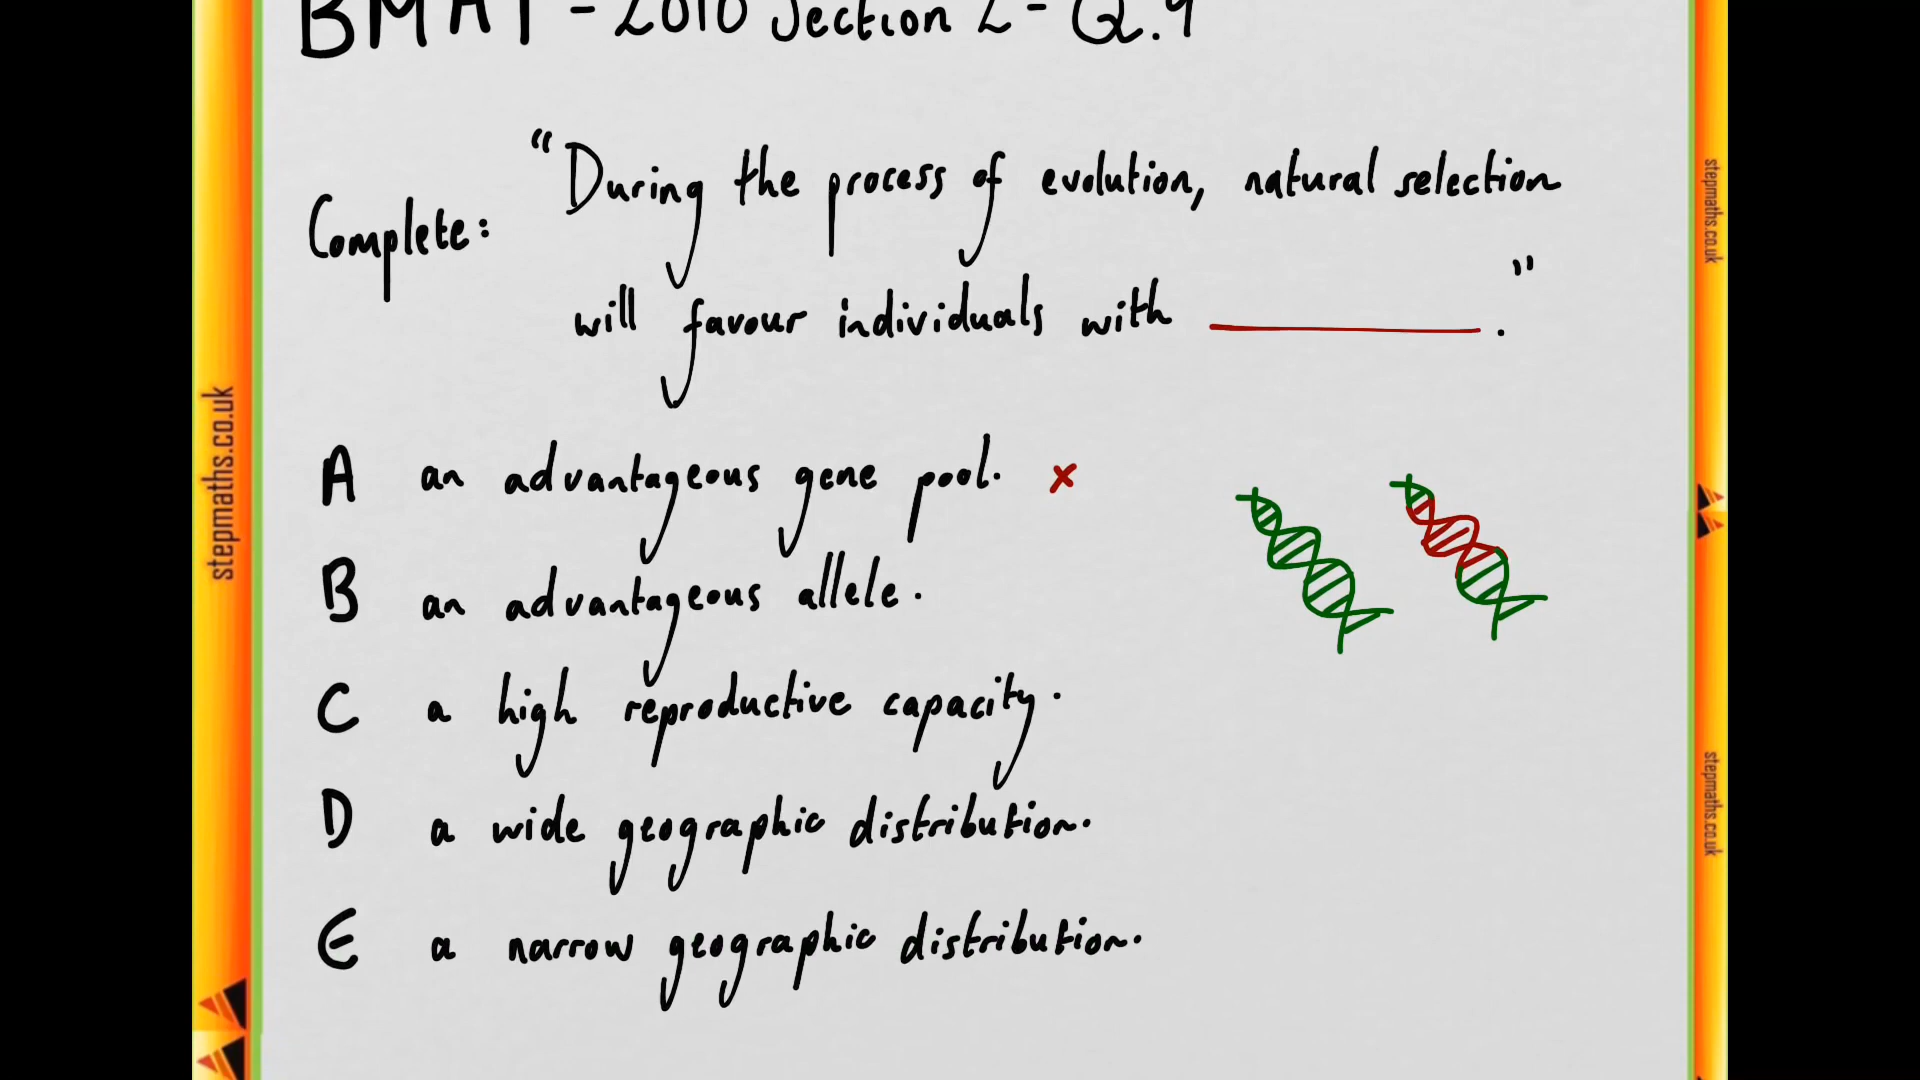 BMAT - 2010 Section 2 - Q.9
"During the process of evolution, natural selection
Complete:
will favour individuals with ________ ."
A an advantageous gene pool. x
B an advantageous allele.
C a high reproductive capacity.
D a wide geographic distribution.
E a narrow geographic distribution.
stepmaths.co.uk
stepmaths.co.uk
stepmaths.co.uk